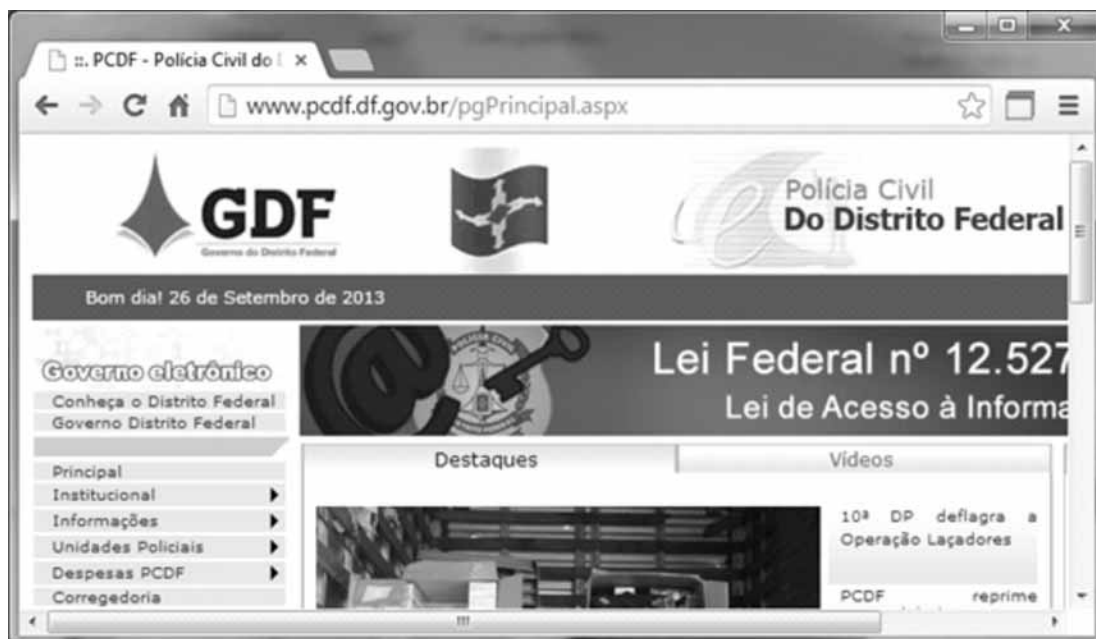 ::. PCDF - Polícia Civil do
www.pcdf.df.gov.br/pgPrincipal.aspx
GDF
Governo do Distrito Federal
Polícia Civil
Do Distrito Federal
Bom dia! 26 de Setembro de 2013
Governo eletrônico
Conheça o Distrito Federal
Governo Distrito Federal
Principal
Institucional
Informações
Unidades Policiais
Despesas PCDF
Corregedoria
Lei Federal nº 12.527
Lei de Acesso à Informa
Destaques
Vídeos
10ª DP deflagra a
Operação Laçadores
PCDF reprime